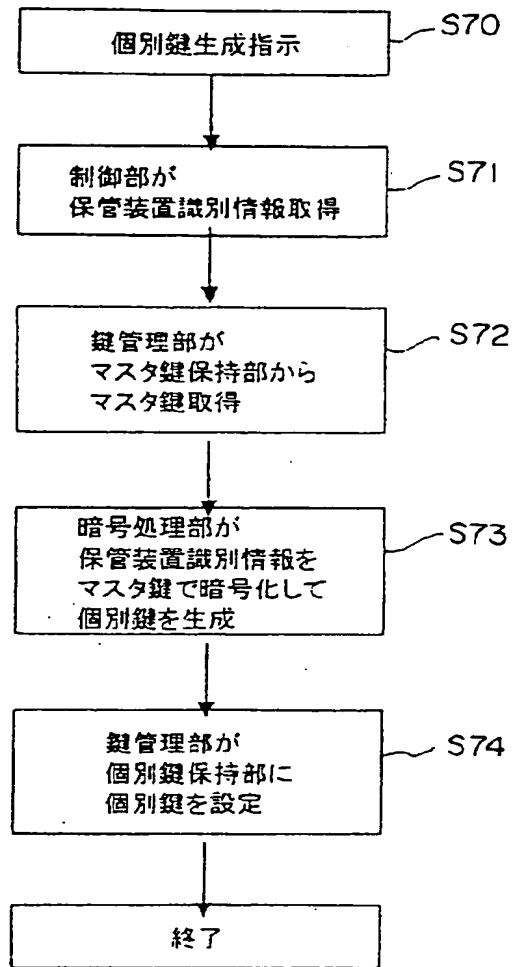 個別鍵生成指示
S70
制御部が
保管装置識別情報取得
S71
鍵管理部が
マスタ鍵保持部から
マスタ鍵取得
S72
暗号処理部が
保管装置識別情報を
マスタ鍵で暗号化して
個別鍵を生成
S73
鍵管理部が
個別鍵保持部に
個別鍵を設定
S74
終了